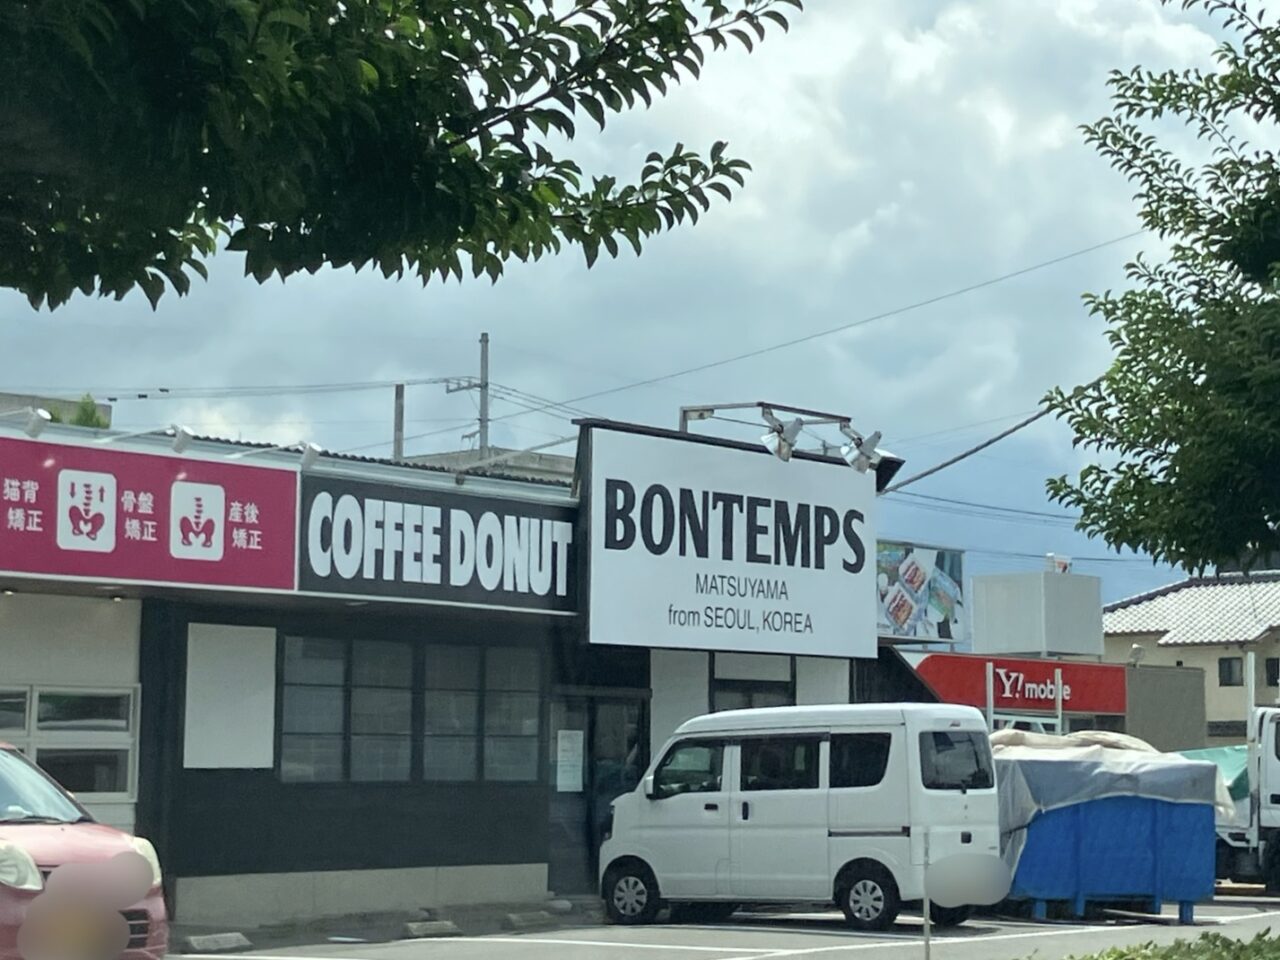 猫背
矯正
骨盤
矯正
産後
矯正
COFFEE DONUT
BONTEMPS
MATSUYAMA
from SEOUL, KOREA
Y!mobile